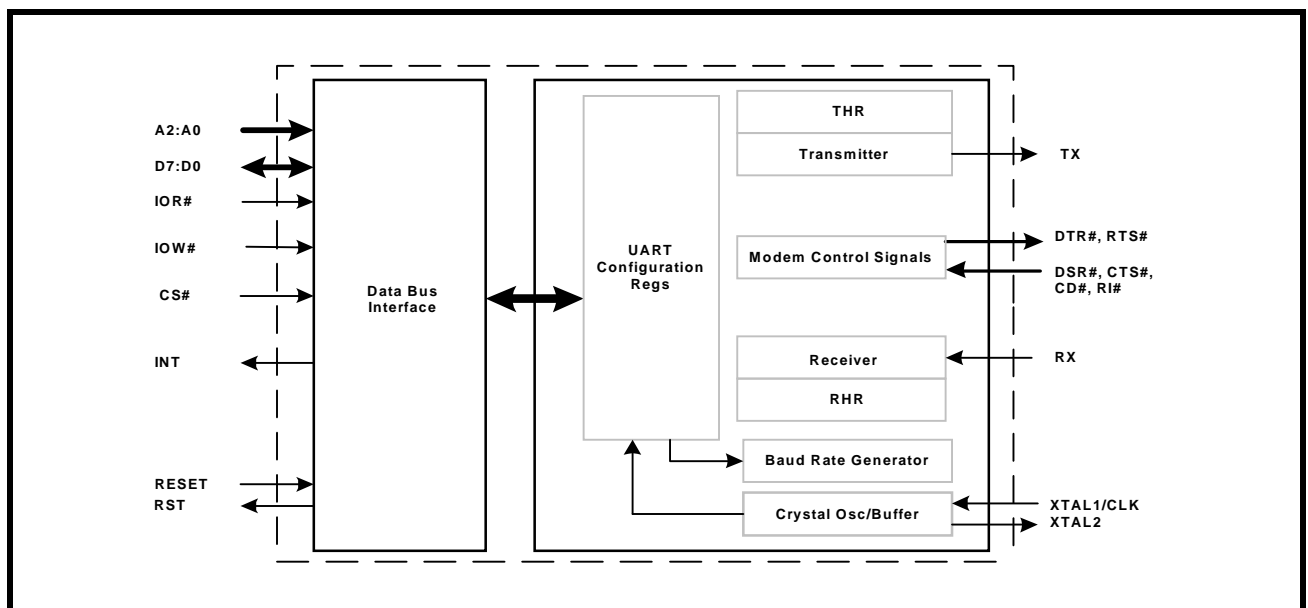 A2:A0
D7:D0
IOR#
IOW#
CS#
INT
RESET
RST
Data Bus
Interface
UART
Configuration
Regs
THR
Transmitter
Modem Control Signals
Receiver
RHR
Baud Rate Generator
Crystal Osc/Buffer
TX
DTR#, RTS#
DSR#, CTS#,
CD#, RI#
RX
XTAL1/CLK
XTAL2